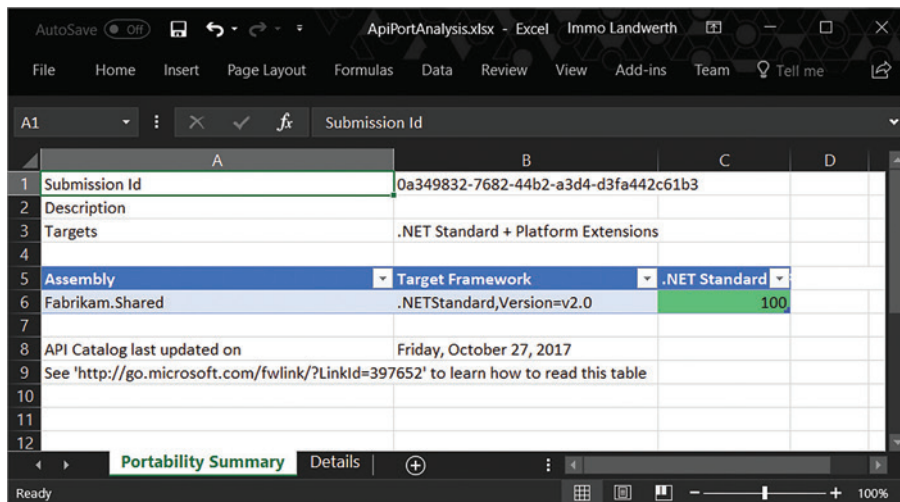 AutoSave Off ApiPortAnalysis.xlsx - Excel Immo Landwerth
File Home Insert Page Layout Formulas Data Review View Add-ins Team Tell me
A1 fx Submission Id
A B C D
1 Submission Id 0a349832-7682-44b2-a3d4-d3fa442c61b3
2 Description
3 Targets .NET Standard + Platform Extensions
4
5 Assembly Target Framework .NET Standard
6 Fabrikam.Shared .NETStandard,Version=v2.0 100
7
8 API Catalog last updated on Friday, October 27, 2017
9 See 'http://go.microsoft.com/fwlink/?LinkId=397652' to learn how to read this table
10
11
12
Portability Summary Details
Ready 100%